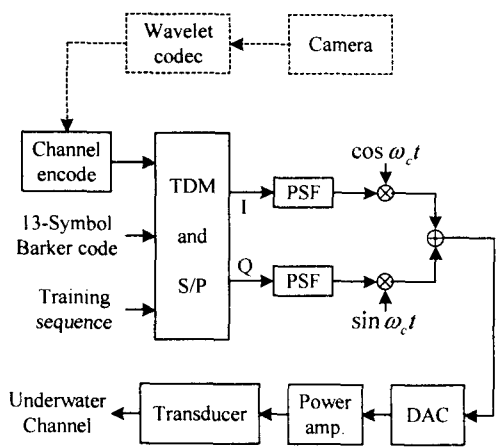 Wavelet
codec
Camera
Channel
encode
13-Symbol
Barker code
Training
sequence
TDM
and
S/P
I
Q
PSF
PSF
cos ω_c t
sin ω_c t
Underwater
Channel
Transducer
Power
amp.
DAC